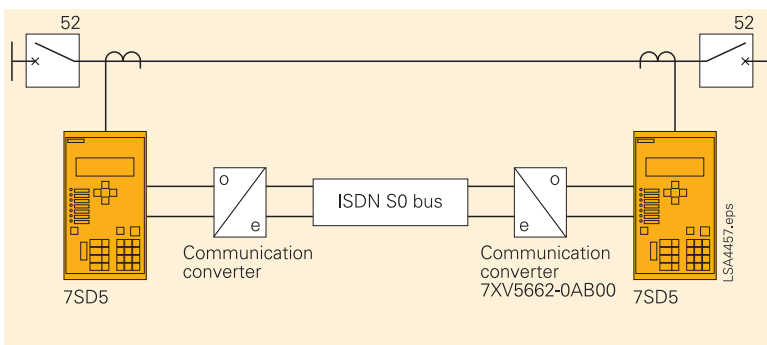 52
52
o
e
ISDN S0 bus
o
e
Communication
converter
Communication
converter
7XV5662-0AB00
7SD5
7SD5
LSA4457.eps